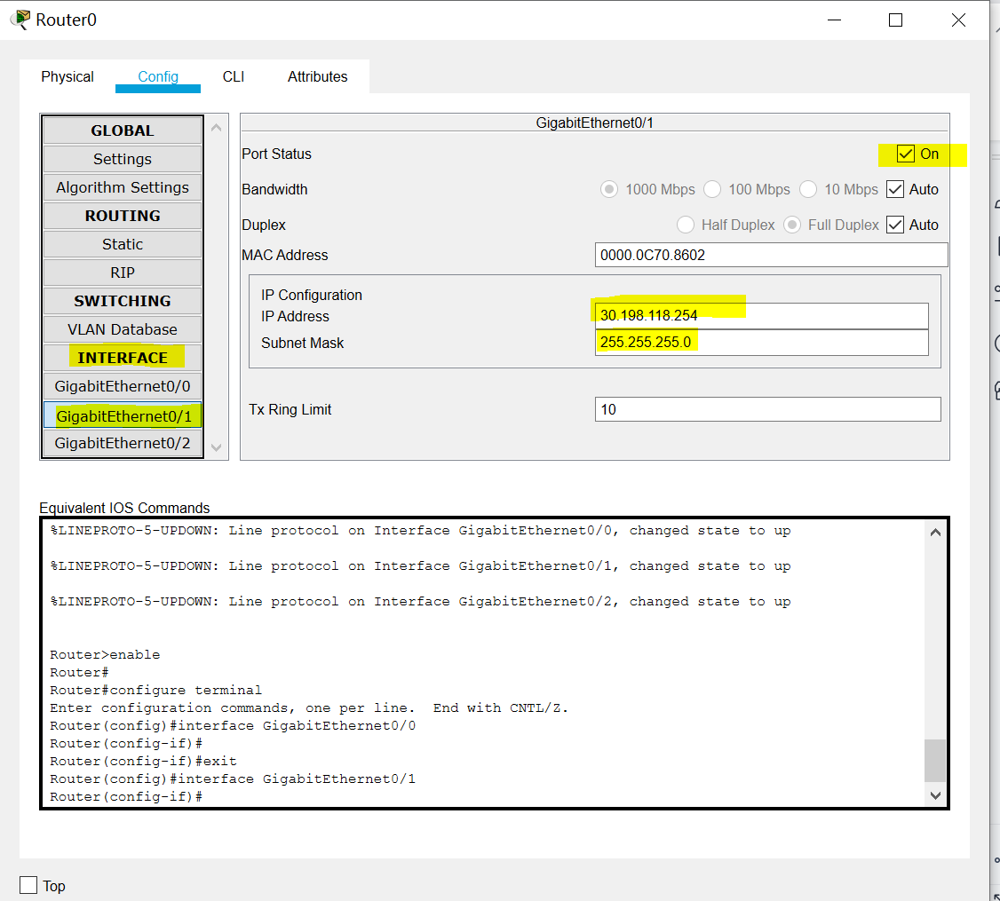 Router0
Physical Config CLI Attributes
GLOBAL
Settings
Algorithm Settings
ROUTING
Static
RIP
SWITCHING
VLAN Database
INTERFACE
GigabitEthernet0/0
GigabitEthernet0/1
GigabitEthernet0/2
GigabitEthernet0/1
Port Status On
Bandwidth 1000 Mbps 100 Mbps 10 Mbps Auto
Duplex Half Duplex Full Duplex Auto
MAC Address 0000.0C70.8602
IP Configuration
IP Address 30.198.118.254
Subnet Mask 255.255.255.0
Tx Ring Limit 10
Equivalent IOS Commands
%LINEPROTO-5-UPDOWN: Line protocol on Interface GigabitEthernet0/0, changed state to up
%LINEPROTO-5-UPDOWN: Line protocol on Interface GigabitEthernet0/1, changed state to up
%LINEPROTO-5-UPDOWN: Line protocol on Interface GigabitEthernet0/2, changed state to up
Router>enable
Router#
Router#configure terminal
Enter configuration commands, one per line.  End with CNTL/Z.
Router(config)#interface GigabitEthernet0/0
Router(config-if)#
Router(config-if)#exit
Router(config)#interface GigabitEthernet0/1
Router(config-if)#
Top